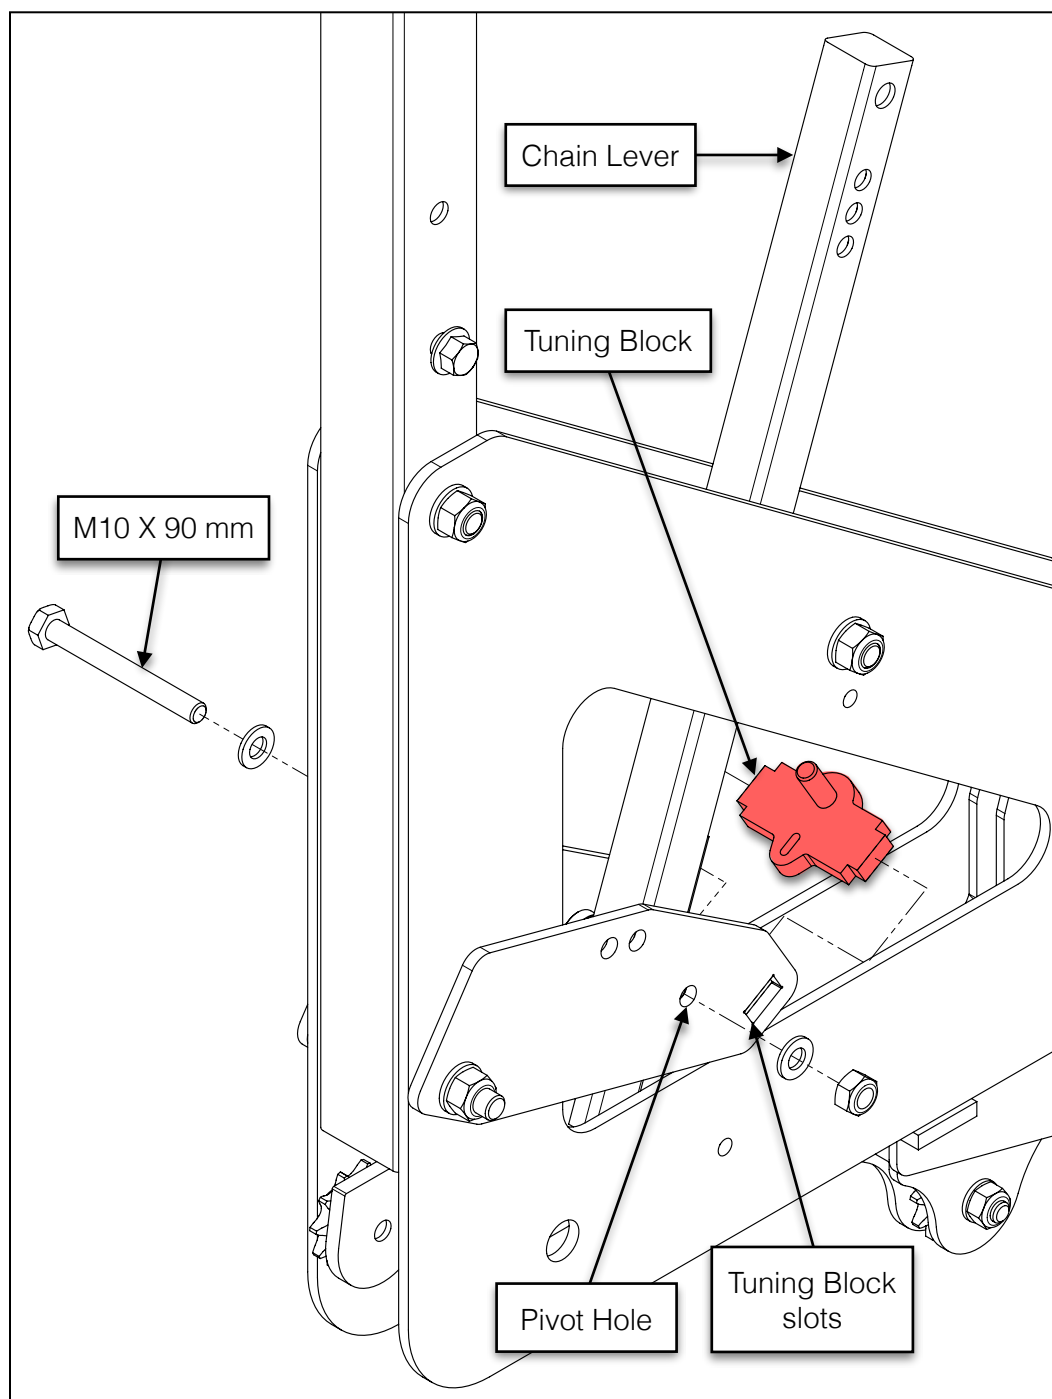 Chain Lever
Tuning Block
M10 X 90 mm
Pivot Hole
Tuning Block
slots